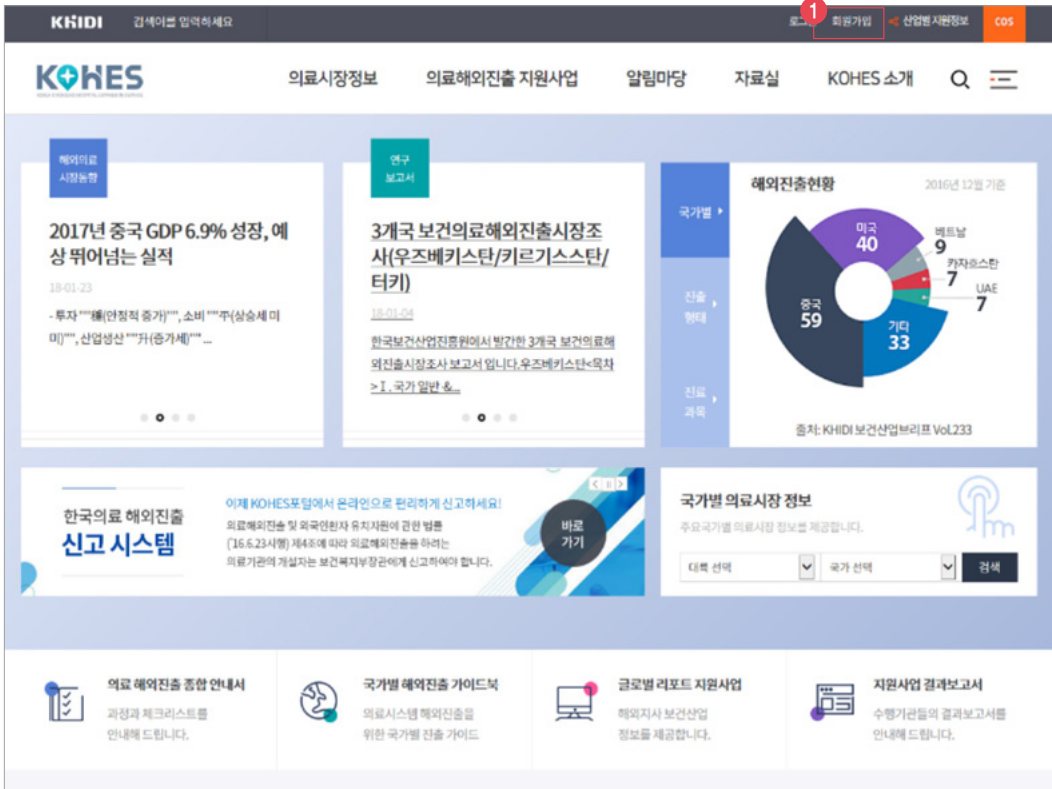 KHIDI 검색어를 입력하세요 1 회원가입 산업별 지원정보 COS
KOHES 의료시장정보 의료해외진출 지원사업 알림마당 자료실 KOHES 소개
해외의료
시장동향
2017년 중국 GDP 6.9% 성장, 예
상 뛰어넘는 실적
18-01-23
연구
보고서
3개국 보건의료해외진출시장조
사(우즈베키스탄/키르기스스탄/
터키)
18-01-04
한국보건산업진흥원에서 발간한 3개국 보건의료해
외진출시장조사 보고서 입니다.우즈베키스탄<목차
> I . 국가 일반 &...
국가별
진출
형태
진료
과목
해외진출현황 2016년 12월 기준
미국
40
베트남
9
카자흐스탄
7
UAE
7
중국
59
기타
33
출처: KHIDI 보건산업브리프 Vol.233
한국의료 해외진출
신고 시스템
이제 KOHES포털에서 온라인으로 편리하게 신고하세요!
의료해외진출 및 외국인환자 유치지원에 관한 법률
('16.6.23시행) 제4조에 따라 의료해외진출을 하려는
의료기관의 개설자는 보건복지부장관에게 신고하여야 합니다.
바로
가기
국가별 의료시장 정보
주요국가별 의료시장 정보를 제공합니다.
대륙 선택 국가 선택 검색
의료 해외진출 종합 안내서
과정과 체크리스트를
안내해 드립니다.
국가별 해외진출 가이드북
의료시스템 해외진출을
위한 국가별 진출 가이드
글로벌 리포트 지원사업
해외지사 보건산업
정보를 제공합니다.
지원사업 결과보고서
수행기관들의 결과보고서를
안내해 드립니다.